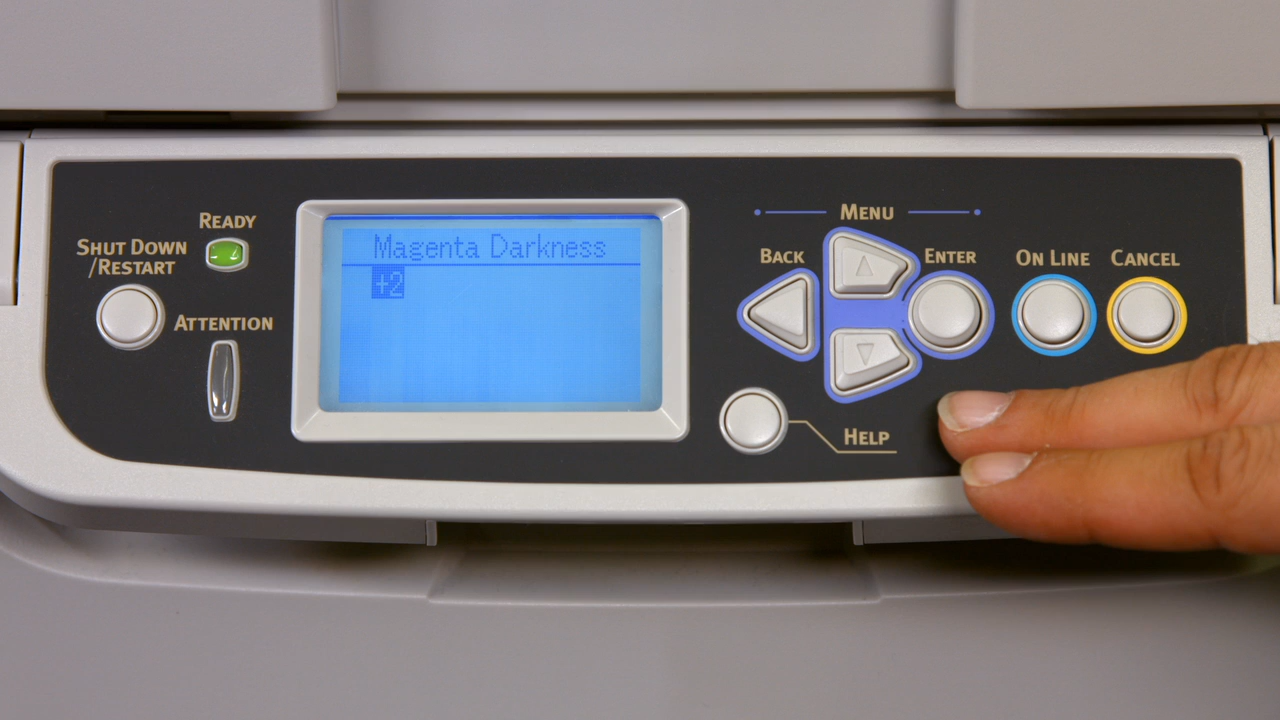 READY
SHUT DOWN
/RESTART
ATTENTION
Magenta Darkness
+2
MENU
BACK
ENTER
ON LINE
CANCEL
HELP